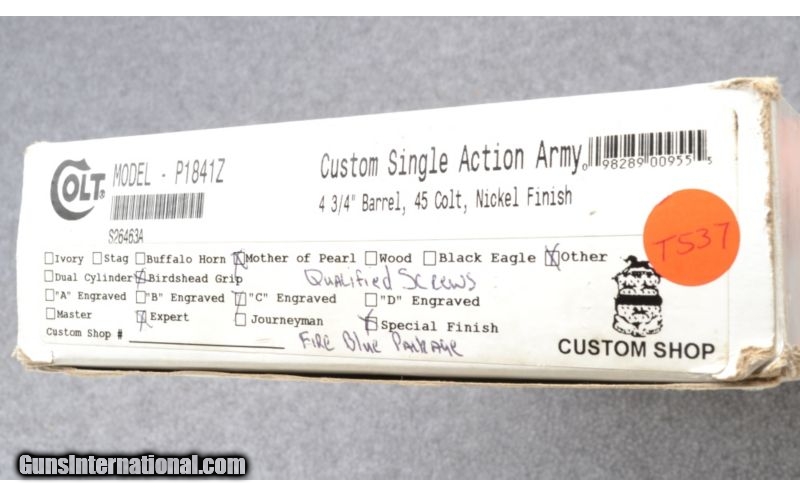 COLT
MODEL - P1841Z
S26463A
Custom Single Action Army
4 3/4" Barrel, 45 Colt, Nickel Finish
0 98289 00955 5
T537
Ivory Stag Buffalo Horn Mother of Pearl Wood Black Eagle Other
Dual Cylinder Birdshead Grip Qualified Screws
"A" Engraved "B" Engraved "C" Engraved "D" Engraved
Master Expert Journeyman Special Finish
Custom Shop # Fire Blue Package
CUSTOM SHOP
GunsInternational.com